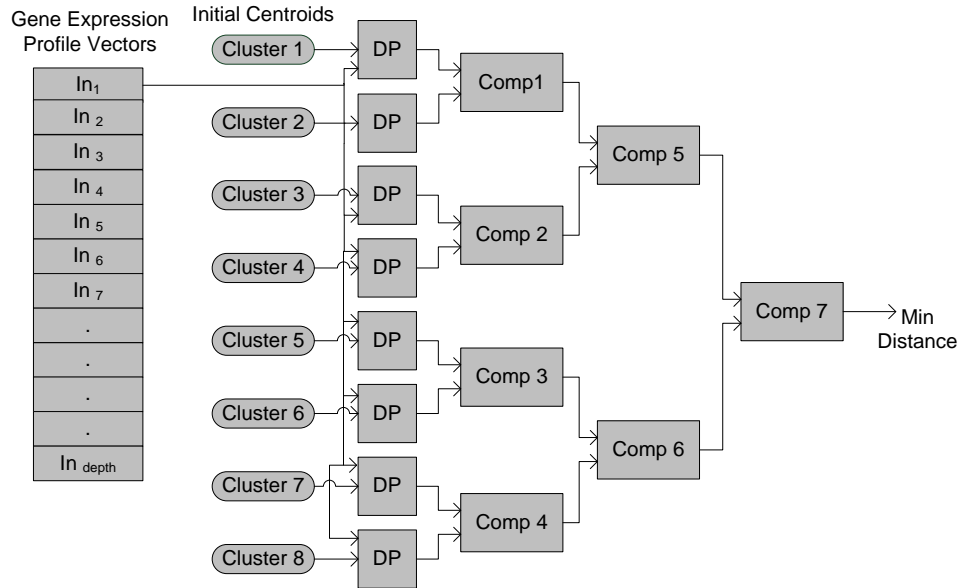 Gene Expression
Profile Vectors
In1
In 2
In 3
In 4
In 5
In 6
In 7
.
.
.
.
In depth
Initial Centroids
Cluster 1
Cluster 2
Cluster 3
Cluster 4
Cluster 5
Cluster 6
Cluster 7
Cluster 8
DP
DP
DP
DP
DP
DP
DP
DP
Comp1
Comp 2
Comp 3
Comp 4
Comp 5
Comp 6
Comp 7
Min
Distance